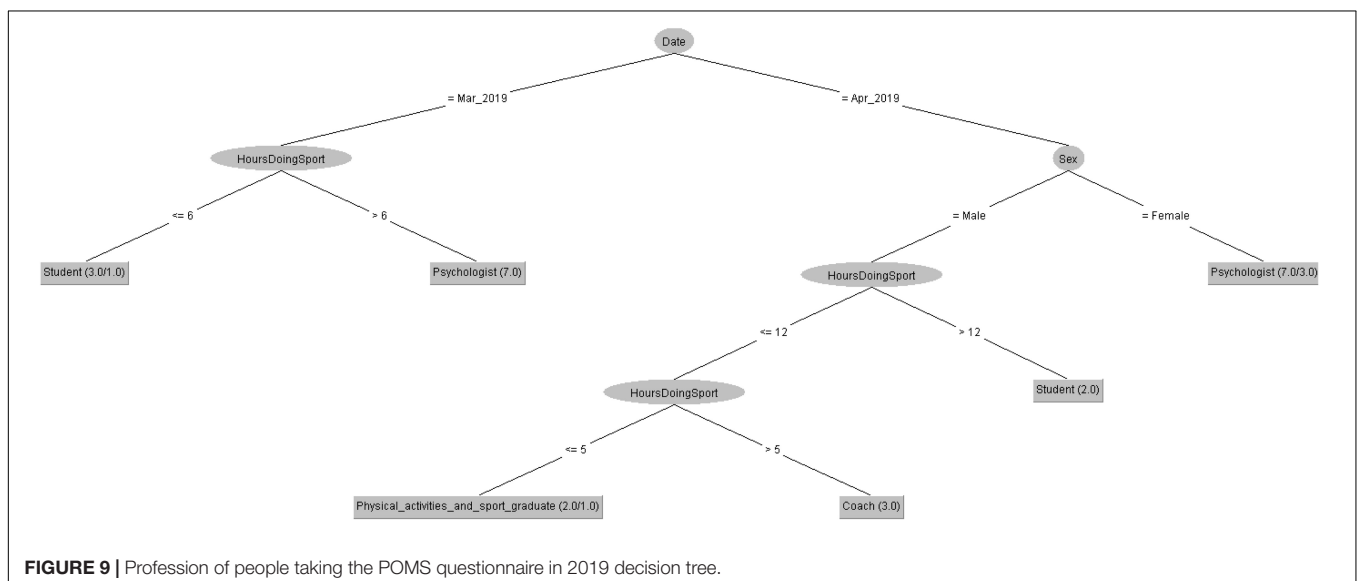 Date
= Mar_2019
= Apr_2019
HoursDoingSport
Sex
<= 6
> 6
= Male
= Female
Student (3.0/1.0)
Psychologist (7.0)
HoursDoingSport
Psychologist (7.0/3.0)
<= 12
> 12
HoursDoingSport
Student (2.0)
<= 5
> 5
Physical_activities_and_sport_graduate (2.0/1.0)
Coach (3.0)
FIGURE 9 | Profession of people taking the POMS questionnaire in 2019 decision tree.